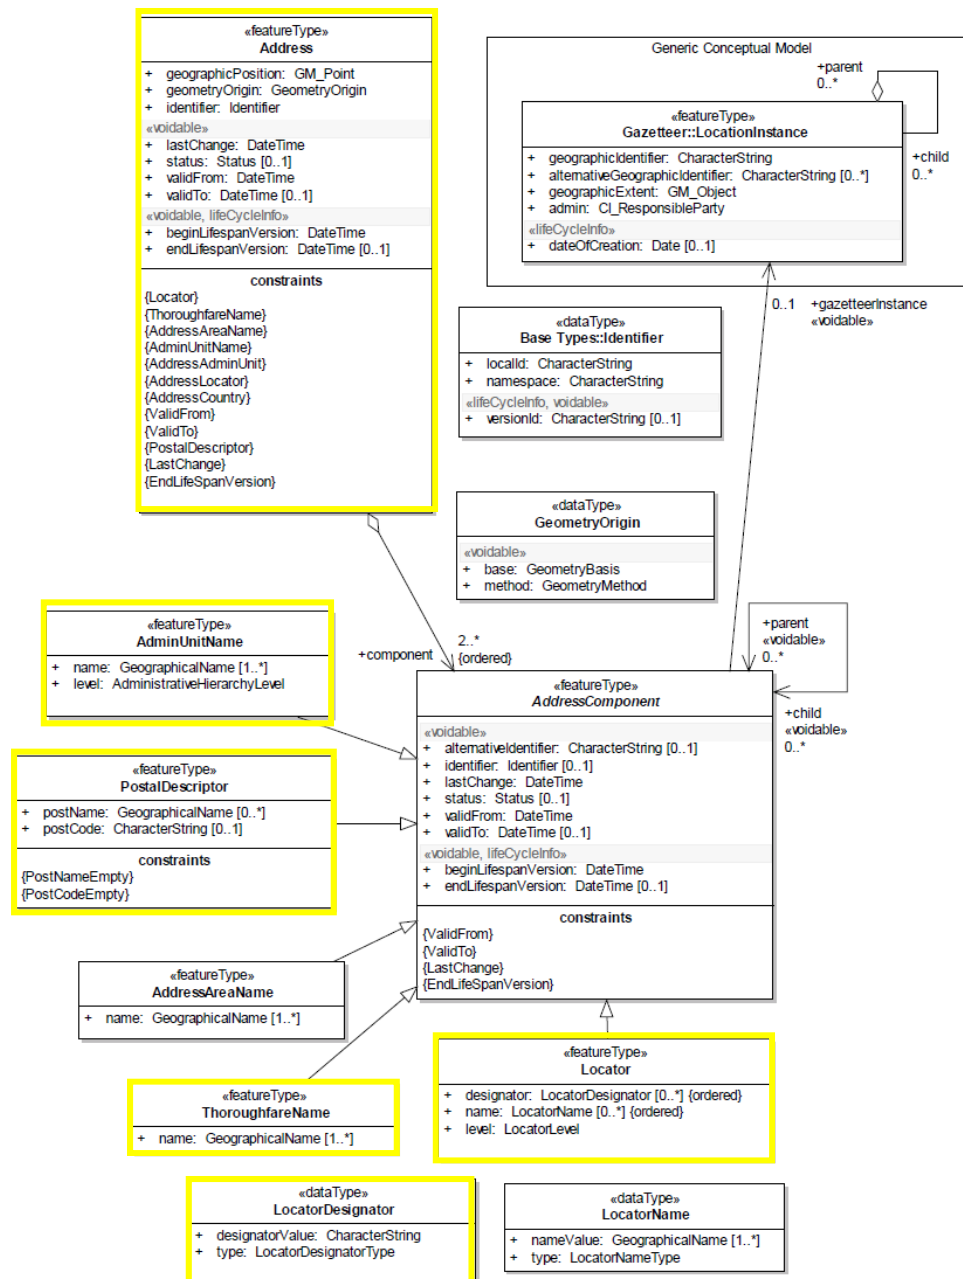 «featureType»
Address
+ geographicPosition: GM_Point
+ geometryOrigin: GeometryOrigin
+ identifier: Identifier
«voidable»
+ lastChange: DateTime
+ status: Status [0..1]
+ validFrom: DateTime
+ validTo: DateTime [0..1]
«voidable, lifeCycleInfo»
+ beginLifespanVersion: DateTime
+ endLifespanVersion: DateTime [0..1]
constraints
{Locator}
{ThoroughfareName}
{AddressAreaName}
{AdminUnitName}
{AddressAdminUnit}
{AddressLocator}
{AddressCountry}
{ValidFrom}
{ValidTo}
{PostalDescriptor}
{LastChange}
{EndLifeSpanVersion}
Generic Conceptual Model
+parent
0..*
«featureType»
Gazetteer::LocationInstance
+ geographicIdentifier: CharacterString
+ alternativeGeographicIdentifier: CharacterString [0..*]
+ geographicExtent: GM_Object
+ admin: CI_ResponsibleParty
«lifeCycleInfo»
+ dateOfCreation: Date [0..1]
+child
0..*
0..1 +gazetteerInstance
«voidable»
«dataType»
Base Types::Identifier
+ localId: CharacterString
+ namespace: CharacterString
«lifeCycleInfo, voidable»
+ versionId: CharacterString [0..1]
«dataType»
GeometryOrigin
«voidable»
+ base: GeometryBasis
+ method: GeometryMethod
«featureType»
AdminUnitName
+ name: GeographicalName [1..*]
+ level: AdministrativeHierarchyLevel
+component
2..*
{ordered}
+parent
«voidable»
0..*
+child
«voidable»
0..*
«featureType»
AddressComponent
«voidable»
+ alternativeIdentifier: CharacterString [0..1]
+ identifier: Identifier [0..1]
+ lastChange: DateTime
+ status: Status [0..1]
+ validFrom: DateTime
+ validTo: DateTime [0..1]
«voidable, lifeCycleInfo»
+ beginLifespanVersion: DateTime
+ endLifespanVersion: DateTime [0..1]
constraints
{ValidFrom}
{ValidTo}
{LastChange}
{EndLifeSpanVersion}
«featureType»
PostalDescriptor
+ postName: GeographicalName [0..*]
+ postCode: CharacterString [0..1]
constraints
{PostNameEmpty}
{PostCodeEmpty}
«featureType»
AddressAreaName
+ name: GeographicalName [1..*]
«featureType»
ThoroughfareName
+ name: GeographicalName [1..*]
«featureType»
Locator
+ designator: LocatorDesignator [0..*] {ordered}
+ name: LocatorName [0..*] {ordered}
+ level: LocatorLevel
«dataType»
LocatorDesignator
+ designatorValue: CharacterString
+ type: LocatorDesignatorType
«dataType»
LocatorName
+ nameValue: GeographicalName [1..*]
+ type: LocatorNameType